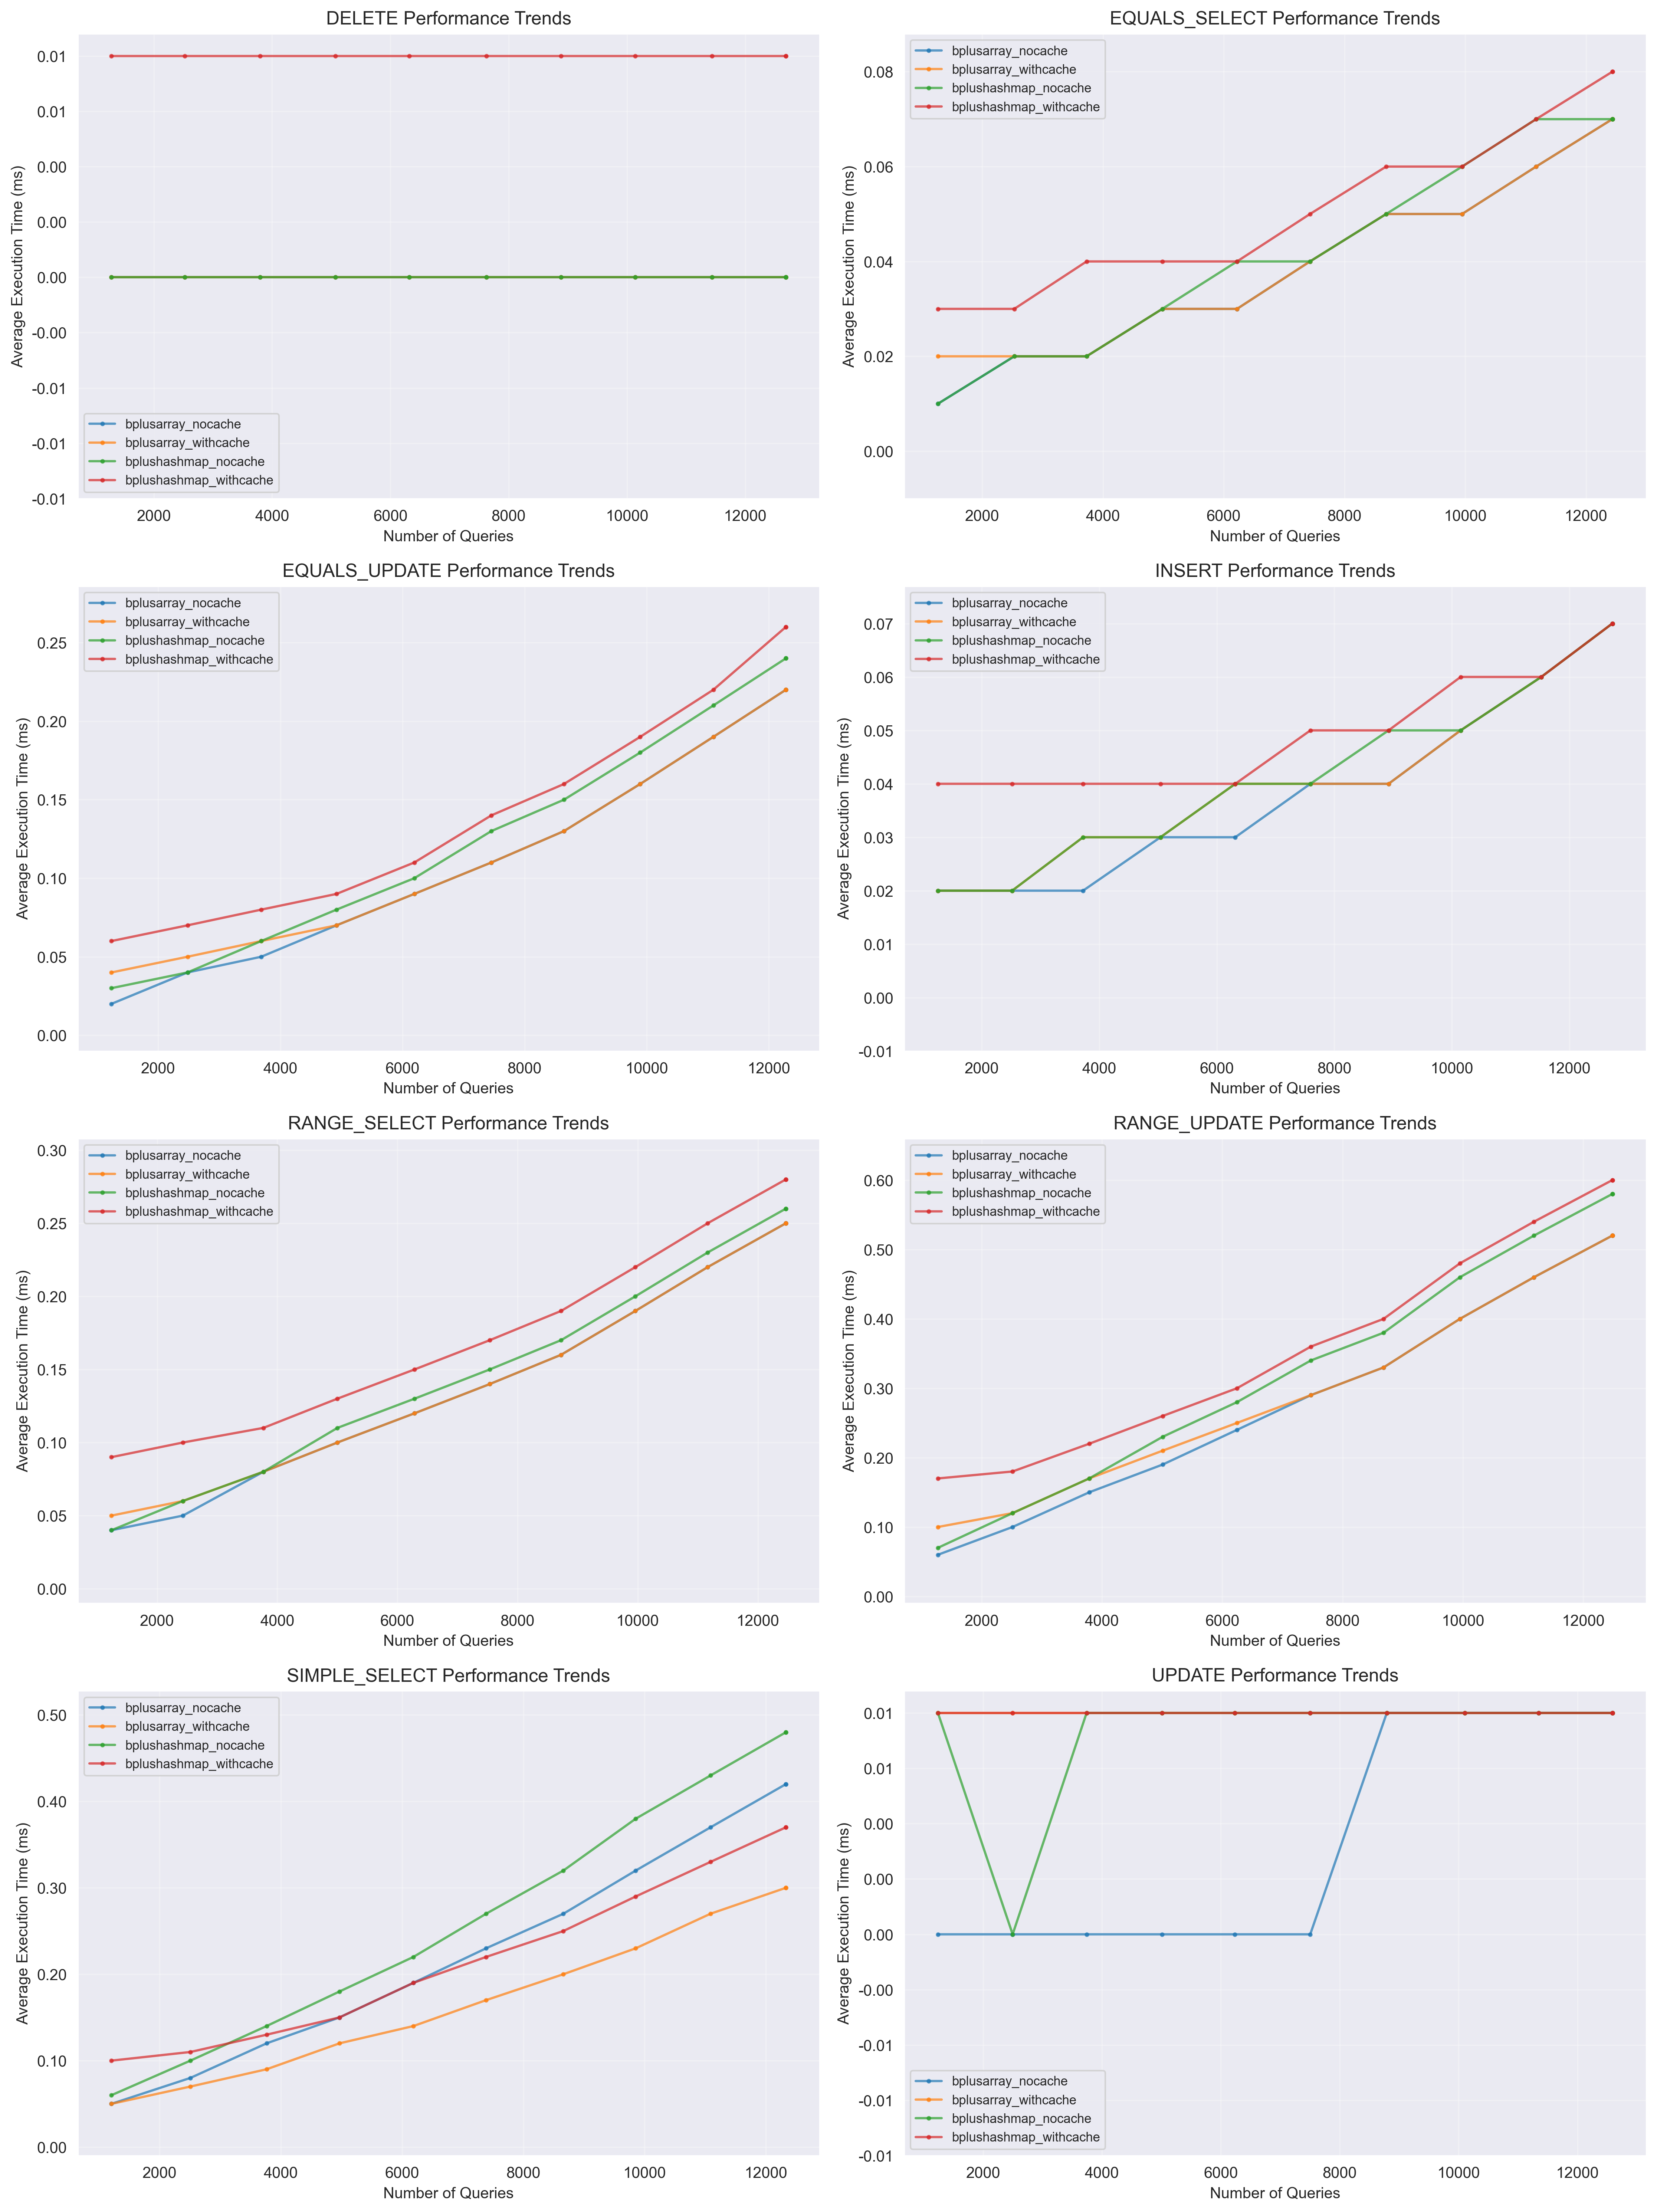 DELETE Performance Trends
Average Execution Time (ms)
0.01
0.01
0.00
0.00
0.00
-0.00
-0.01
-0.01
-0.01
bplusarray_nocache
bplusarray_withcache
bplushashmap_nocache
bplushashmap_withcache
2000 4000 6000 8000 10000 12000
Number of Queries
EQUALS_SELECT Performance Trends
Average Execution Time (ms)
bplusarray_nocache
bplusarray_withcache
bplushashmap_nocache
bplushashmap_withcache
0.08
0.06
0.04
0.02
0.00
2000 4000 6000 8000 10000 12000
Number of Queries
EQUALS_UPDATE Performance Trends
Average Execution Time (ms)
bplusarray_nocache
bplusarray_withcache
bplushashmap_nocache
bplushashmap_withcache
0.25
0.20
0.15
0.10
0.05
0.00
2000 4000 6000 8000 10000 12000
Number of Queries
INSERT Performance Trends
Average Execution Time (ms)
bplusarray_nocache
bplusarray_withcache
bplushashmap_nocache
bplushashmap_withcache
0.07
0.06
0.05
0.04
0.03
0.02
0.01
0.00
-0.01
2000 4000 6000 8000 10000 12000
Number of Queries
RANGE_SELECT Performance Trends
Average Execution Time (ms)
bplusarray_nocache
bplusarray_withcache
bplushashmap_nocache
bplushashmap_withcache
0.30
0.25
0.20
0.15
0.10
0.05
0.00
2000 4000 6000 8000 10000 12000
Number of Queries
RANGE_UPDATE Performance Trends
Average Execution Time (ms)
bplusarray_nocache
bplusarray_withcache
bplushashmap_nocache
bplushashmap_withcache
0.60
0.50
0.40
0.30
0.20
0.10
0.00
2000 4000 6000 8000 10000 12000
Number of Queries
SIMPLE_SELECT Performance Trends
Average Execution Time (ms)
bplusarray_nocache
bplusarray_withcache
bplushashmap_nocache
bplushashmap_withcache
0.50
0.40
0.30
0.20
0.10
0.00
2000 4000 6000 8000 10000 12000
Number of Queries
UPDATE Performance Trends
Average Execution Time (ms)
0.01
0.01
0.00
0.00
0.00
-0.00
-0.01
-0.01
-0.01
bplusarray_nocache
bplusarray_withcache
bplushashmap_nocache
bplushashmap_withcache
2000 4000 6000 8000 10000 12000
Number of Queries